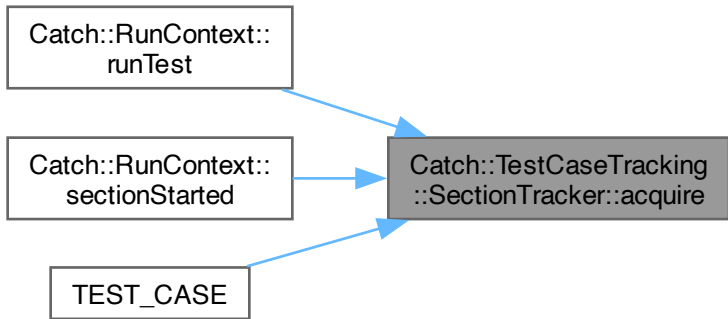 Catch::RunContext::
runTest
Catch::RunContext::
sectionStarted
TEST_CASE
Catch::TestCaseTracking
::SectionTracker::acquire